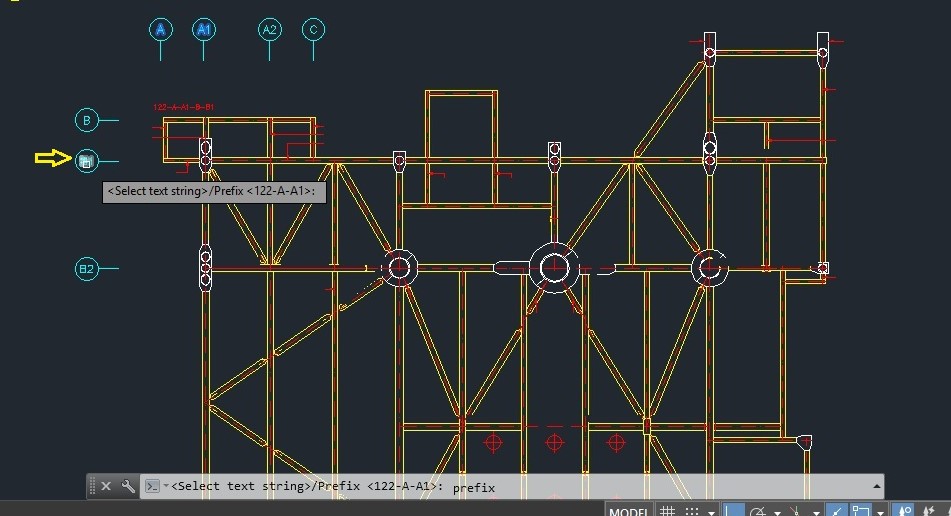 A A1 A2 C
122-A-A1-B-B1
B
<Select text string>/Prefix <122-A-A1>:
B2
<Select text string>/Prefix <122-A-A1>: prefix
MODEL